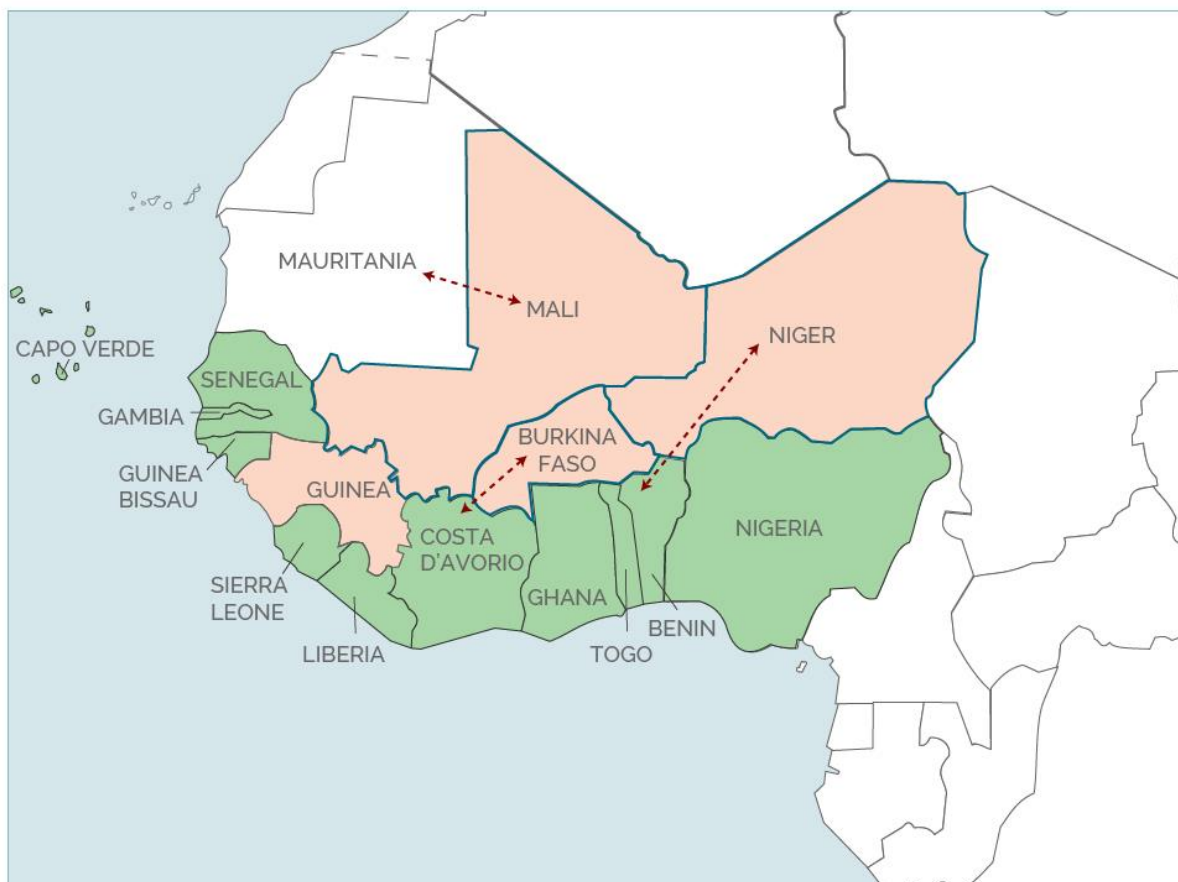 MAURITANIA
MALI
NIGER
CAPO VERDE
SENEGAL
GAMBIA
GUINEA
BISSAU
GUINEA
BURKINA
FASO
COSTA
D'AVORIO
NIGERIA
SIERRA
LEONE
GHANA
LIBERIA
TOGO
BENIN